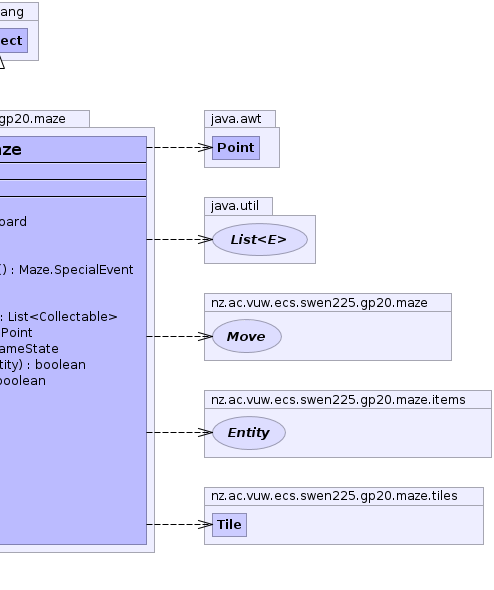 ang
ect
gp20.maze
aze
oard
() : Maze.SpecialEvent
: List<Collectable>
Point
ameState
tity) : boolean
boolean
java.awt
Point
java.util
List<E>
nz.ac.vuw.ecs.swen225.gp20.maze
Move
nz.ac.vuw.ecs.swen225.gp20.maze.items
Entity
nz.ac.vuw.ecs.swen225.gp20.maze.tiles
Tile